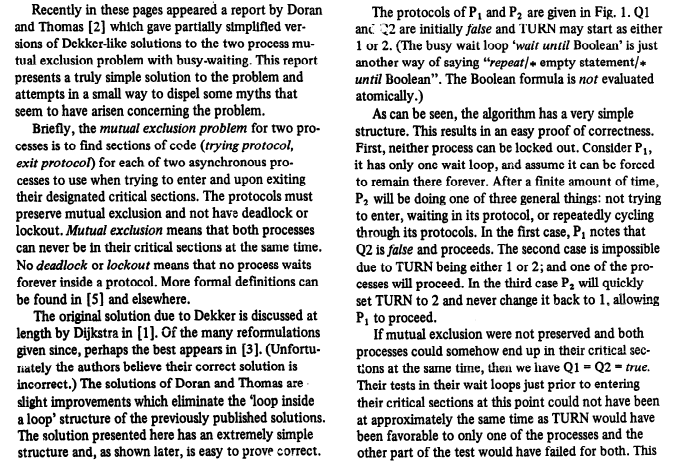 Recently in these pages appeared a report by Doran
and Thomas [2] which gave partially simplified ver-
sions of Dekker-like solutions to the two process mu-
tual exclusion problem with busy-waiting. This report
presents a truly simple solution to the problem and
attempts in a small way to dispel some myths that
seem to have arisen concerning the problem.
Briefly, the mutual exclusion problem for two pro-
cesses is to find sections of code (trying protocol,
exit protocol) for each of two asynchronous pro-
cesses to use when trying to enter and upon exiting
their designated critical sections. The protocols must
preserve mutual exclusion and not have deadlock or
lockout. Mutual exclusion means that both processes
can never be in their critical sections at the same time.
No deadlock or lockout means that no process waits
forever inside a protocol. More formal definitions can
be found in [5] and elsewhere.
The original solution due to Dekker is discussed at
length by Dijkstra in [1]. Of the many reformulations
given since, perhaps the best appears in [3]. (Unfortu-
nately the authors believe their correct solution is
incorrect.) The solutions of Doran and Thomas are
slight improvements which eliminate the 'loop inside
a loop' structure of the previously published solutions.
The solution presented here has an extremely simple
structure and, as shown later, is easy to prove correct.
The protocols of P₁ and P₂ are given in Fig. 1. Q1
and Q2 are initially false and TURN may start as either
1 or 2. (The busy wait loop 'wait until Boolean' is just
another way of saying "repeat/* empty statement/*
until Boolean". The Boolean formula is not evaluated
atomically.)
As can be seen, the algorithm has a very simple
structure. This results in an easy proof of correctness.
First, neither process can be locked out. Consider P₁,
it has only one wait loop, and assume it can be forced
to remain there forever. After a finite amount of time,
P₂ will be doing one of three general things: not trying
to enter, waiting in its protocol, or repeatedly cycling
through its protocols. In the first case, P₁ notes that
Q2 is false and proceeds. The second case is impossible
due to TURN being either 1 or 2; and one of the pro-
cesses will proceed. In the third case P₂ will quickly
set TURN to 2 and never change it back to 1, allowing
P₁ to proceed.
If mutual exclusion were not preserved and both
processes could somehow end up in their critical sec-
tions at the same time, then we have Q1 = Q2 = true.
Their tests in their wait loops just prior to entering
their critical sections at this point could not have been
at approximately the same time as TURN would have
been favorable to only one of the processes and the
other part of the test would have failed for both. This